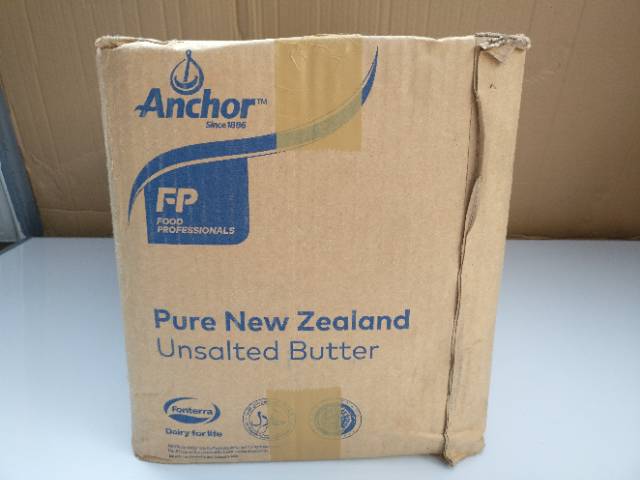 Anchor™
Since 1886
FP
FOOD
PROFESSIONALS
Pure New Zealand
Unsalted Butter
Fonterra
Dairy for life